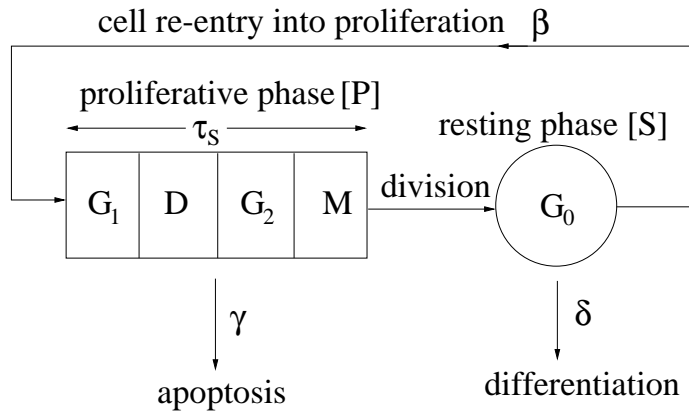 cell re-entry into proliferation β
proliferative phase [P]
τS
resting phase [S]
G1 D G2 M
division
G0
γ
δ
apoptosis
differentiation